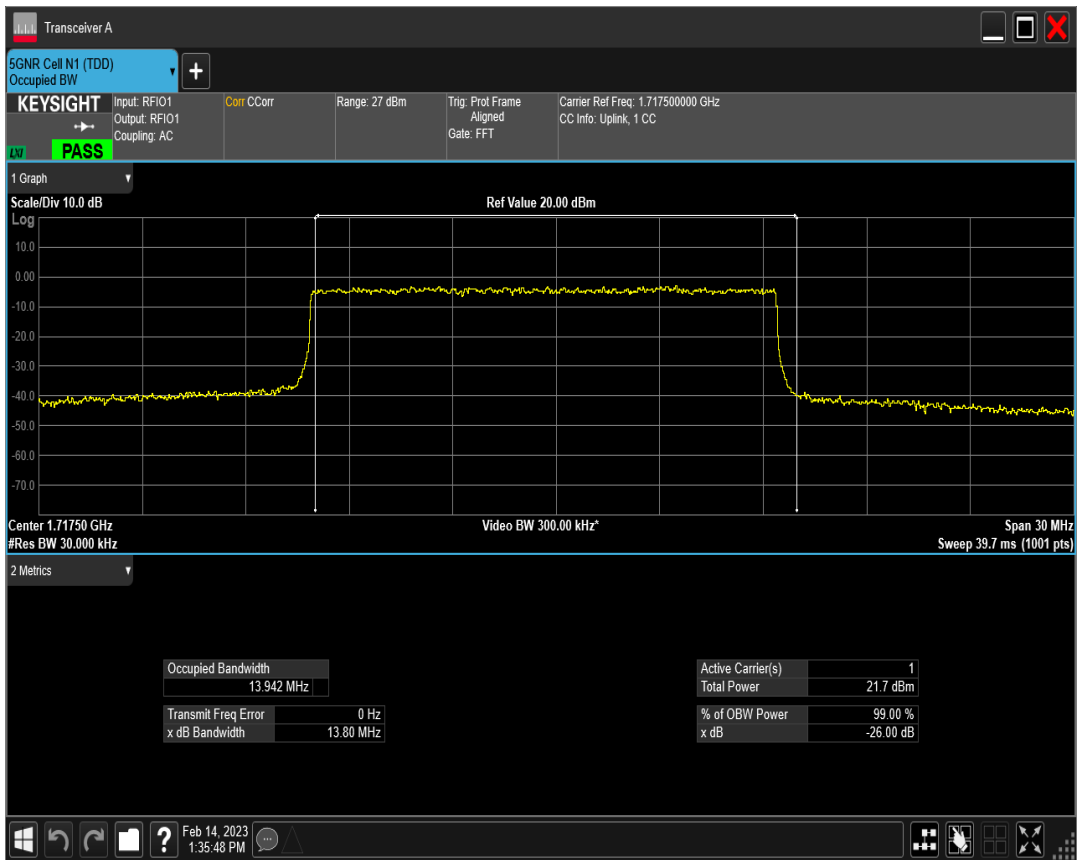 Transceiver A
5GNR Cell N1 (TDD)
Occupied BW
+
KEYSIGHT
LXI
PASS
Input: RFIO1
Output: RFIO1
Coupling: AC
Corr CCorr
Range: 27 dBm
Trig: Prot Frame
Aligned
Gate: FFT
Carrier Ref Freq: 1.717500000 GHz
CC Info: Uplink, 1 CC
1 Graph
Scale/Div 10.0 dB
Ref Value 20.00 dBm
Log
10.0
0.00
-10.0
-20.0
-30.0
-40.0
-50.0
-60.0
-70.0
Center 1.71750 GHz
Video BW 300.00 kHz*
Span 30 MHz
#Res BW 30.000 kHz
Sweep 39.7 ms (1001 pts)
2 Metrics
Occupied Bandwidth
13.942 MHz
Transmit Freq Error 0 Hz
x dB Bandwidth 13.80 MHz
Active Carrier(s) 1
Total Power 21.7 dBm
% of OBW Power 99.00 %
x dB -26.00 dB
?
Feb 14, 2023
1:35:48 PM